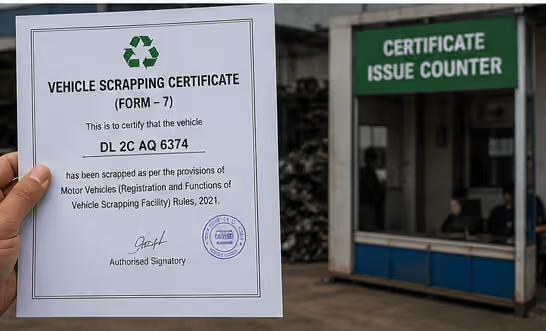 VEHICLE SCRAPPING CERTIFICATE
(FORM – 7)
This is to certify that the vehicle
DL 2C AQ 6374
has been scrapped as per the provisions of
Motor Vehicles (Registration and Functions of
Vehicle Scrapping Facility) Rules, 2021.
Authorised Signatory
CERTIFICATE
ISSUE COUNTER